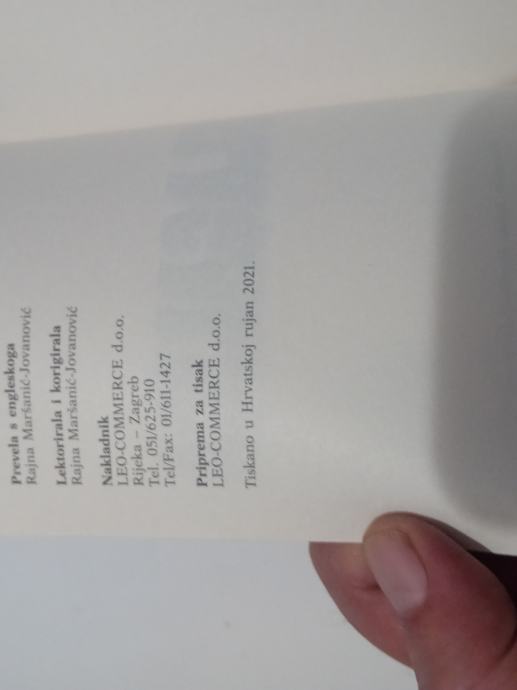 Prevela s engleskoga
Rajna Maršanić-Jovanović
Lektorirala i korigirala
Rajna Maršanić-Jovanović
Nakladnik
LEO-COMMERCE d.o.o.
Rijeka – Zagreb
Tel. 051/625-910
Tel/Fax: 01/611-1427
Priprema za tisak
LEO-COMMERCE d.o.o.
Tiskano u Hrvatskoj rujan 2021.